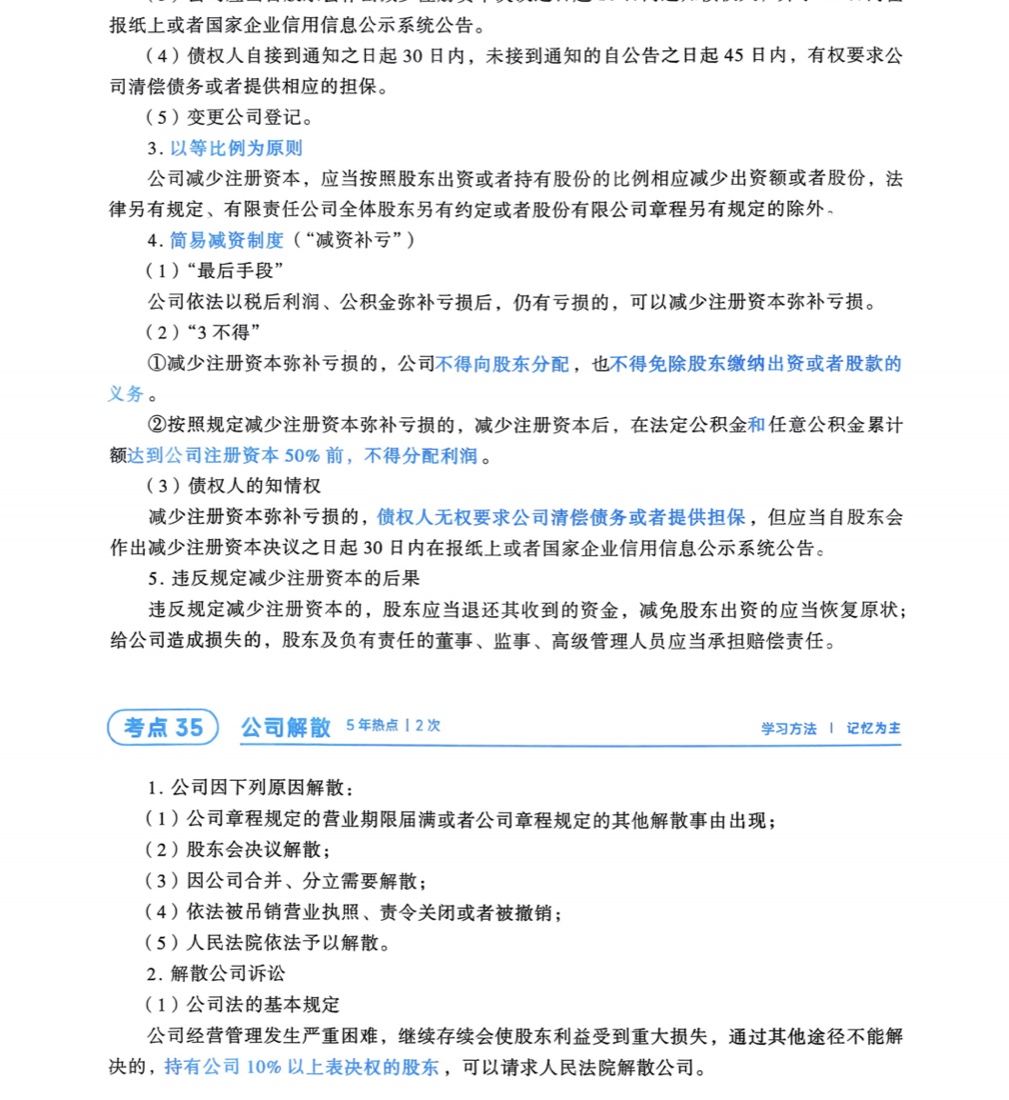 报纸上或者国家企业信用信息公示系统公告。
（4）债权人自接到通知之日起 30 日内，未接到通知的自公告之日起 45 日内，有权要求公
司清偿债务或者提供相应的担保。
（5）变更公司登记。
3. 以等比例为原则
公司减少注册资本，应当按照股东出资或者持有股份的比例相应减少出资额或者股份，法
律另有规定、有限责任公司全体股东另有约定或者股份有限公司章程另有规定的除外。
4. 简易减资制度（“减资补亏”）
（1）“最后手段”
公司依法以税后利润、公积金弥补亏损后，仍有亏损的，可以减少注册资本弥补亏损。
（2）“3 不得”
①减少注册资本弥补亏损的，公司不得向股东分配，也不得免除股东缴纳出资或者股款的
义务。
②按照规定减少注册资本弥补亏损的，减少注册资本后，在法定公积金和任意公积金累计
额达到公司注册资本 50% 前，不得分配利润。
（3）债权人的知情权
减少注册资本弥补亏损的，债权人无权要求公司清偿债务或者提供担保，但应当自股东会
作出减少注册资本决议之日起 30 日内在报纸上或者国家企业信用信息公示系统公告。
5. 违反规定减少注册资本的后果
违反规定减少注册资本的，股东应当退还其收到的资金，减免股东出资的应当恢复原状；
给公司造成损失的，股东及负有责任的董事、监事、高级管理人员应当承担赔偿责任。
考点 35 公司解散 5 年热点 | 2 次 学习方法 | 记忆为主
1. 公司因下列原因解散：
（1）公司章程规定的营业期限届满或者公司章程规定的其他解散事由出现；
（2）股东会决议解散；
（3）因公司合并、分立需要解散；
（4）依法被吊销营业执照、责令关闭或者被撤销；
（5）人民法院依法予以解散。
2. 解散公司诉讼
（1）公司法的基本规定
公司经营管理发生严重困难，继续存续会使股东利益受到重大损失，通过其他途径不能解
决的，持有公司 10% 以上表决权的股东，可以请求人民法院解散公司。